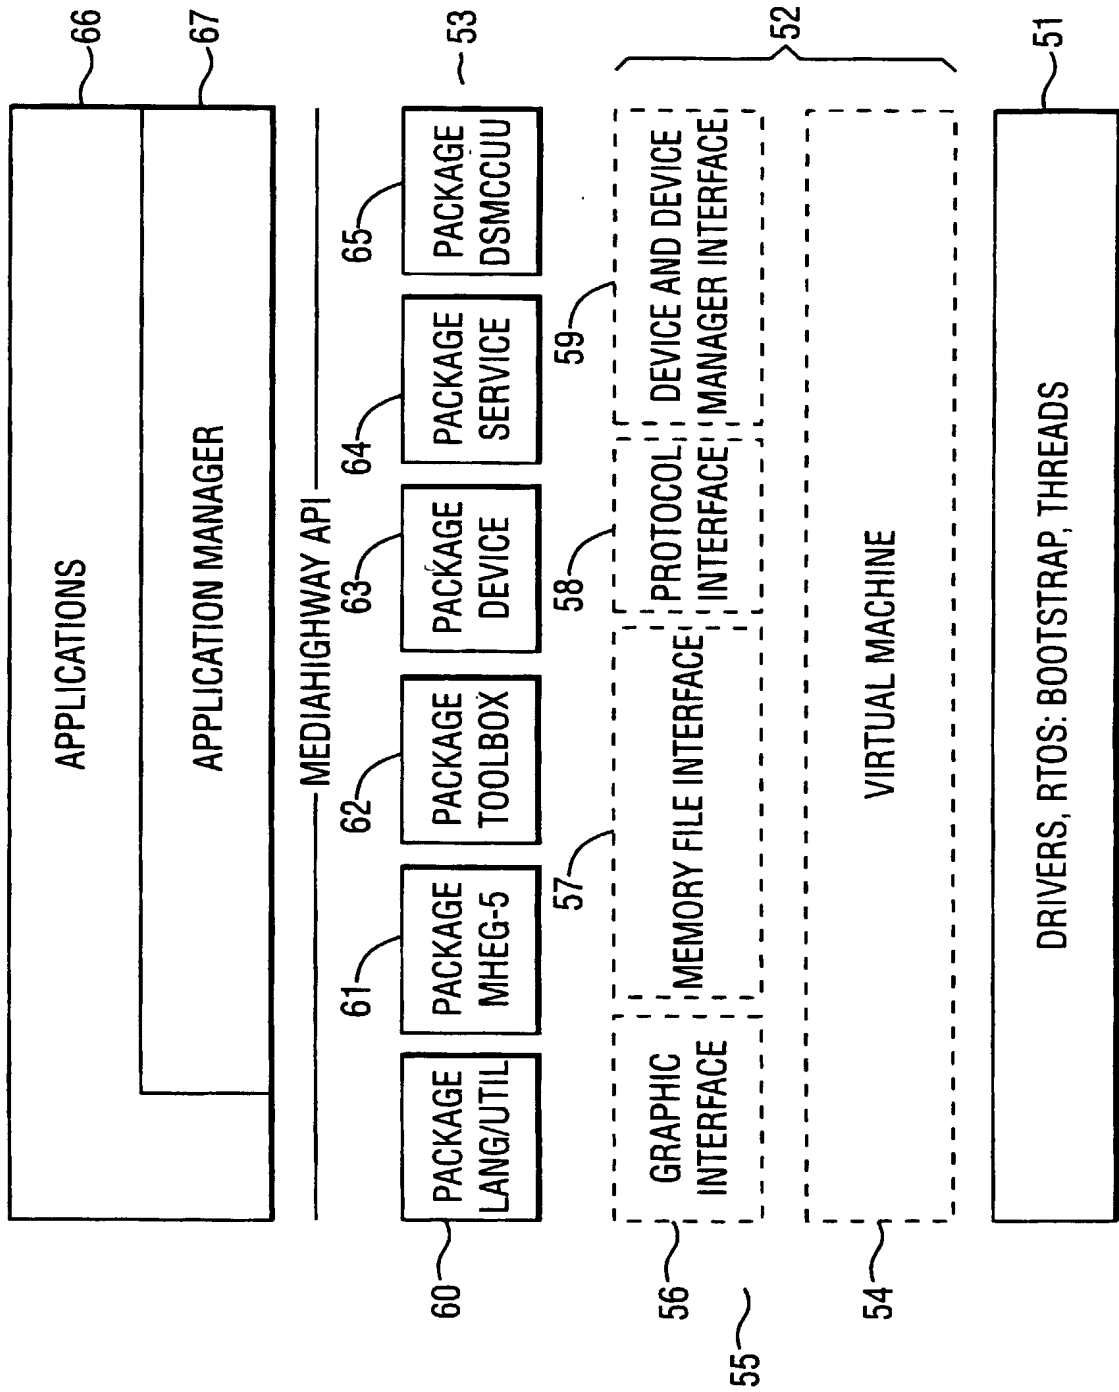 APPLICATIONS
66
APPLICATION MANAGER
67
MEDIAHIGHWAY API
60
PACKAGE
LANG/UTIL
61
PACKAGE
MHEG-5
62
PACKAGE
TOOLBOX
63
PACKAGE
DEVICE
64
PACKAGE
SERVICE
65
PACKAGE
DSMCCUU
53
56
GRAPHIC
INTERFACE
57
MEMORY FILE INTERFACE
58
PROTOCOL
INTERFACE
59
DEVICE AND DEVICE
MANAGER INTERFACE
52
55
54
VIRTUAL MACHINE
DRIVERS, RTOS: BOOTSTRAP, THREADS
51